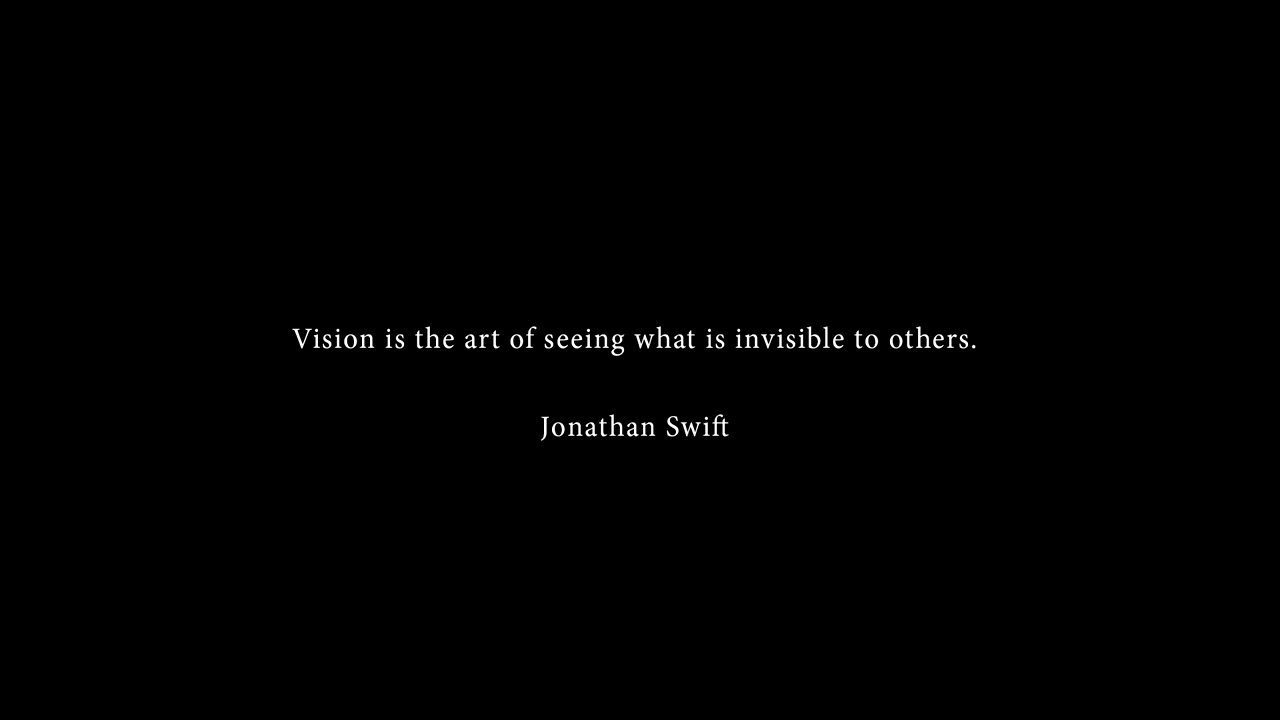 Vision is the art of seeing what is invisible to others.
Jonathan Swift